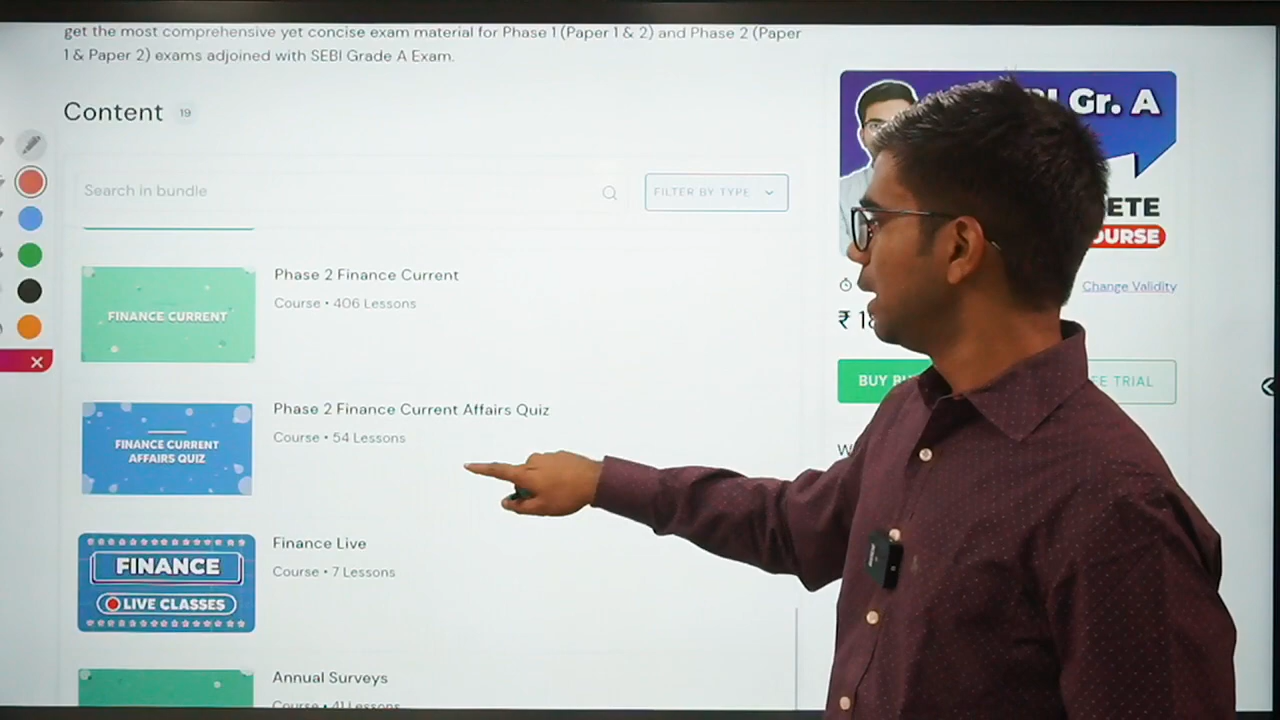 get the most comprehensive yet concise exam material for Phase 1 (Paper 1 & 2) and Phase 2 (Paper
1 & Paper 2) exams adjoined with SEBI Grade A Exam.
Content 19
Search in bundle
FILTER BY TYPE
FINANCE CURRENT
Phase 2 Finance Current
Course • 406 Lessons
FINANCE CURRENT
AFFAIRS QUIZ
Phase 2 Finance Current Affairs Quiz
Course • 54 Lessons
FINANCE
LIVE CLASSES
Finance Live
Course • 7 Lessons
Annual Surveys
Course • 41 Lessons
Gr. A
Change Validity
BUY
TRIAL